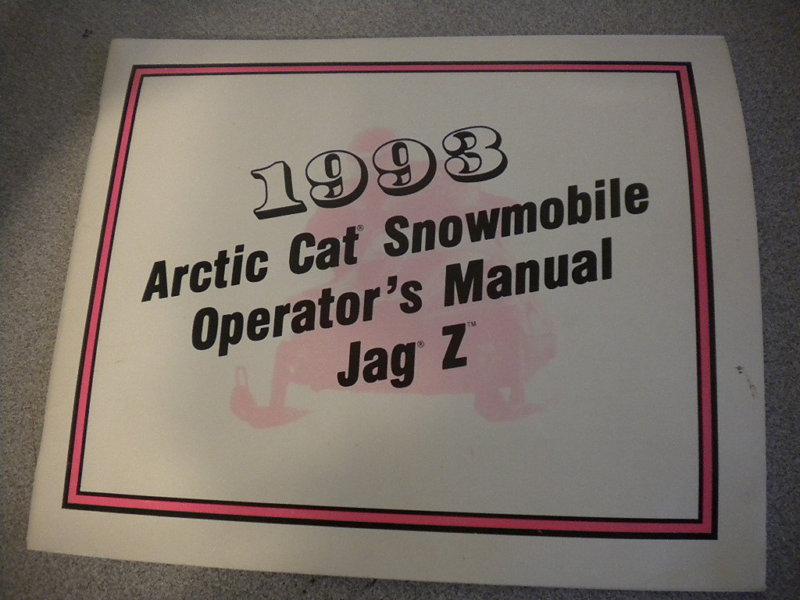 1993
Arctic Cat® Snowmobile
Operator's Manual
Jag® Z™